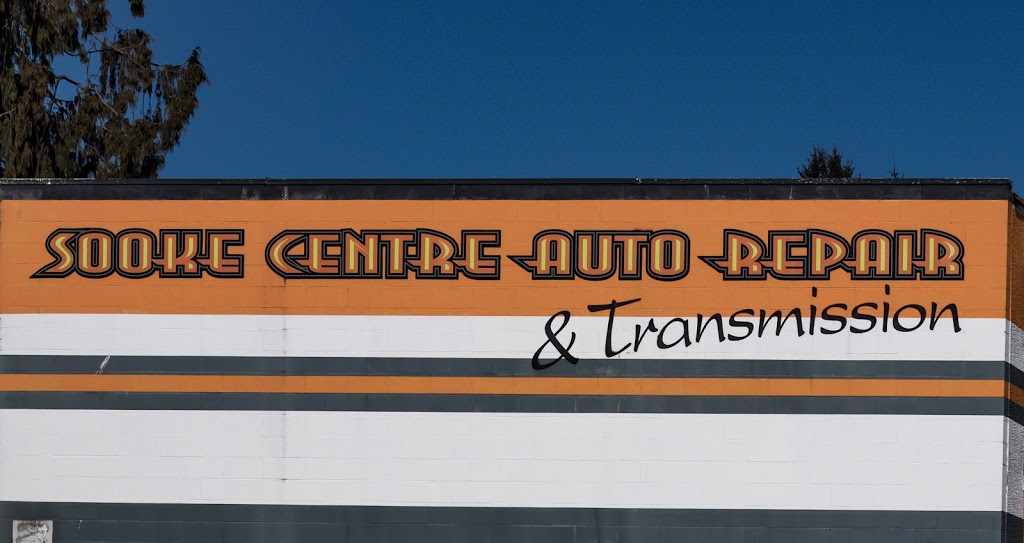 SOOKE CENTRE AUTO REPAIR
& Transmission